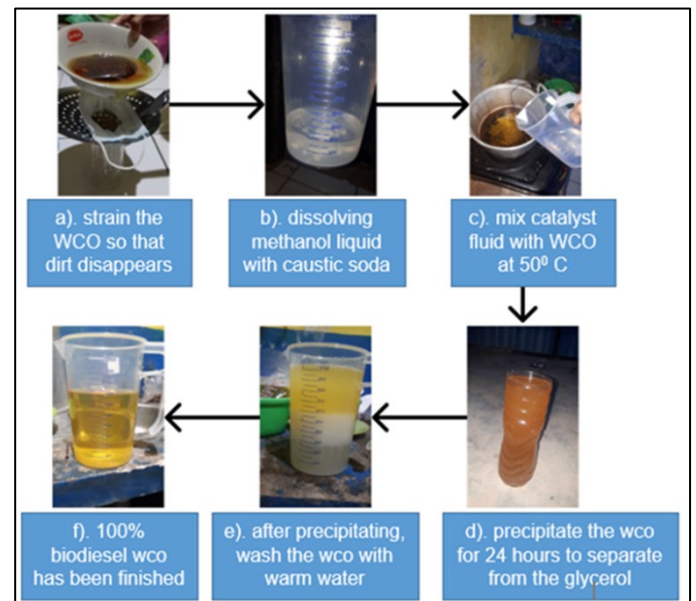 a). strain the
WCO so that
dirt disappears
b). dissolving
methanol liquid
with caustic soda
c). mix catalyst
fluid with WCO
at 50⁰ C
d). precipitate the wco
for 24 hours to separate
from the glycerol
e). after precipitating,
wash the wco with
warm water
f). 100%
biodiesel wco
has been finished